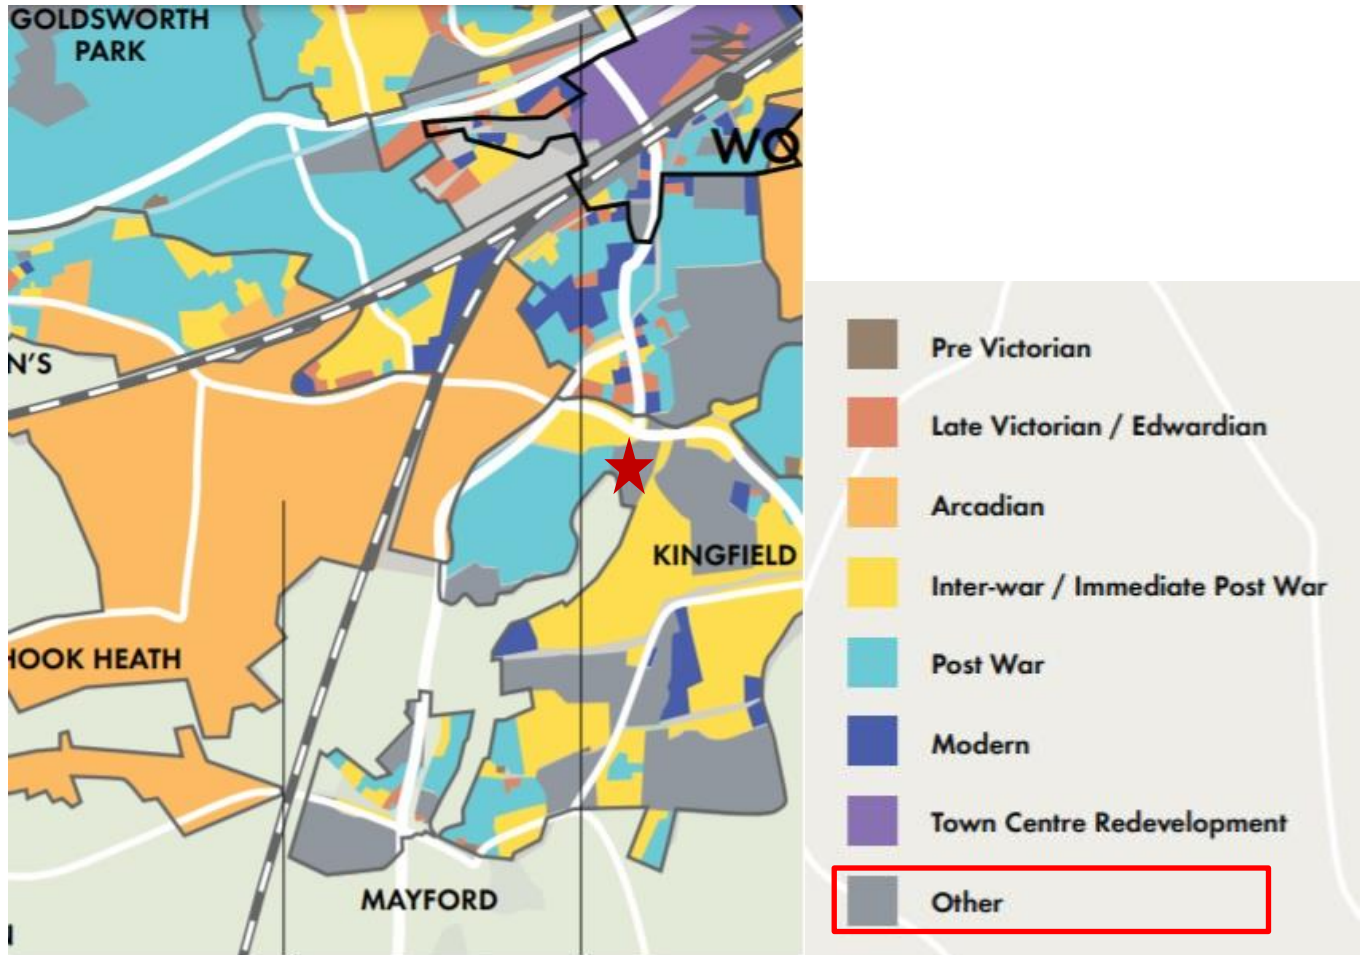 GOLDSWORTH
PARK
WO
N'S
KINGFIELD
HOOK HEATH
MAYFORD
Pre Victorian
Late Victorian / Edwardian
Arcadian
Inter-war / Immediate Post War
Post War
Modern
Town Centre Redevelopment
Other